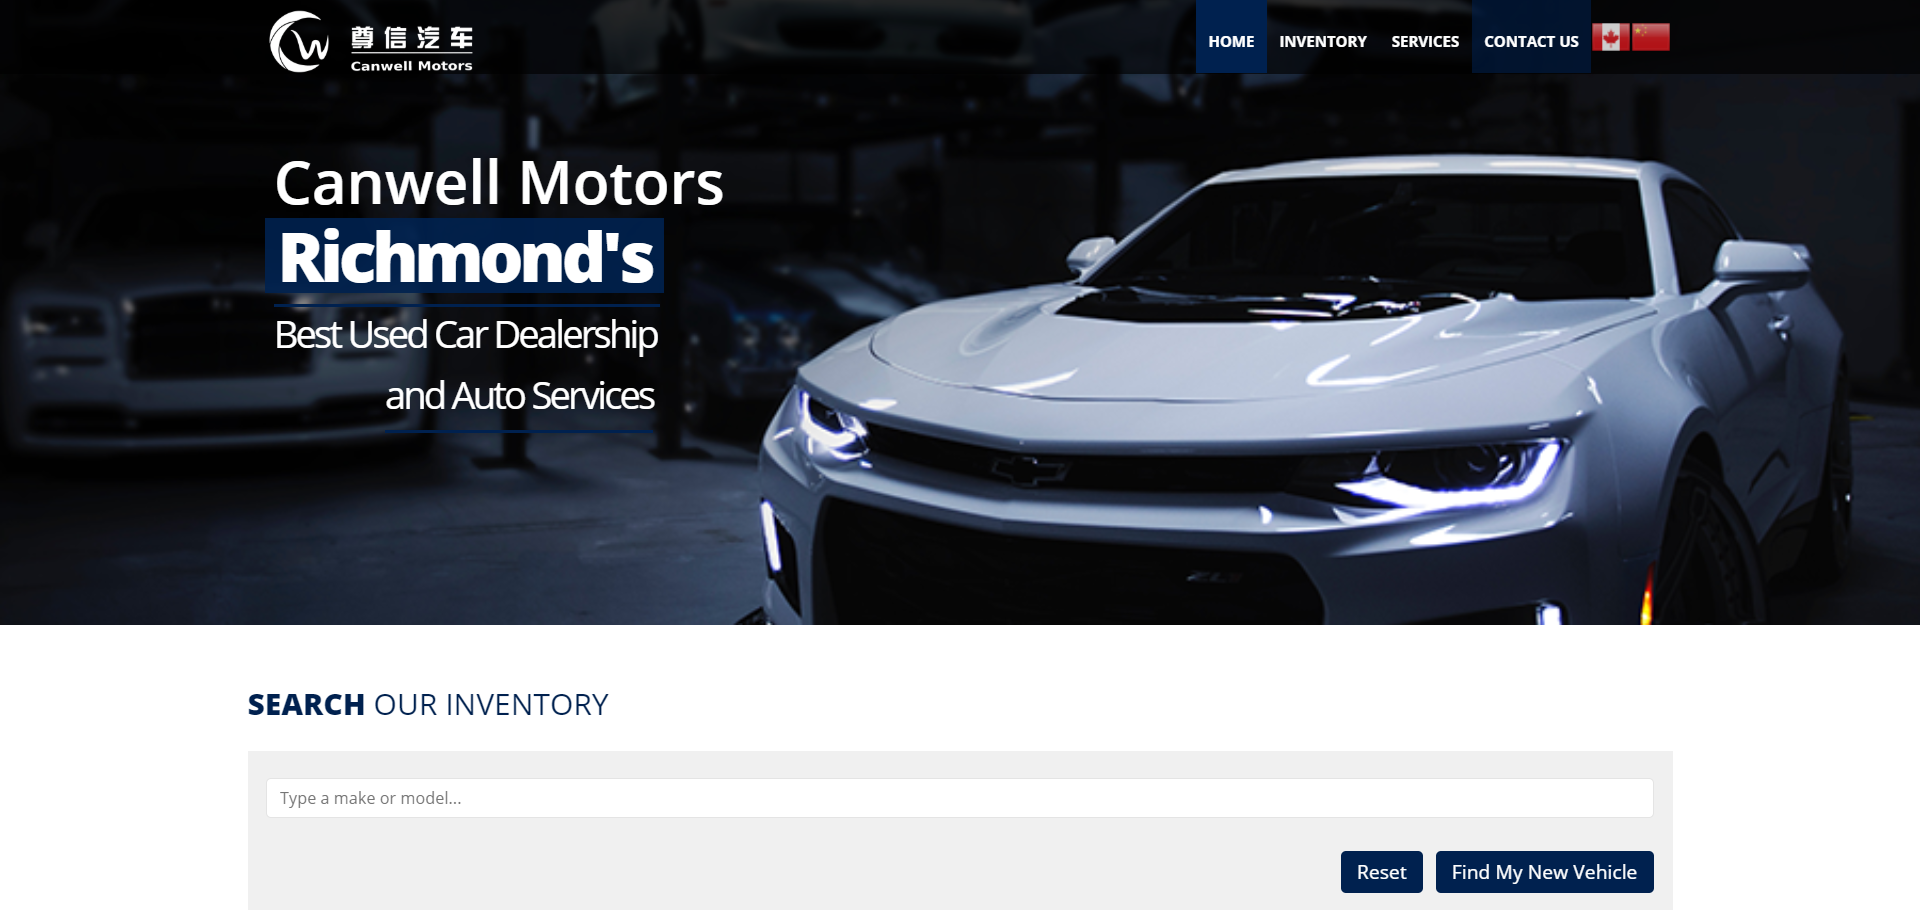 尊信汽车
Canwell Motors
HOME
INVENTORY
SERVICES
CONTACT US
Canwell Motors
Richmond's
Best Used Car Dealership
and Auto Services
ZL1
SEARCH OUR INVENTORY
Type a make or model...
Reset
Find My New Vehicle